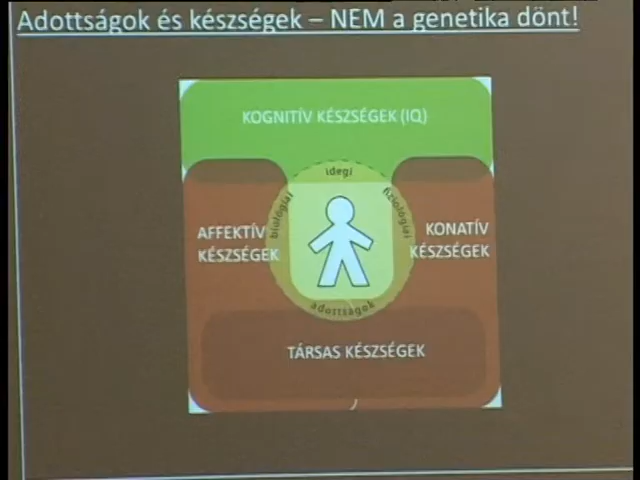 Adottságok és készségek – NEM a genetika dönt!
KOGNITÍV KÉSZSÉGEK (IQ)
idegi
biológiai
fiziológiai
AFFEKTÍV
KÉSZSÉGEK
KONATÍV
KÉSZSÉGEK
adottságok
TÁRSAS KÉSZSÉGEK